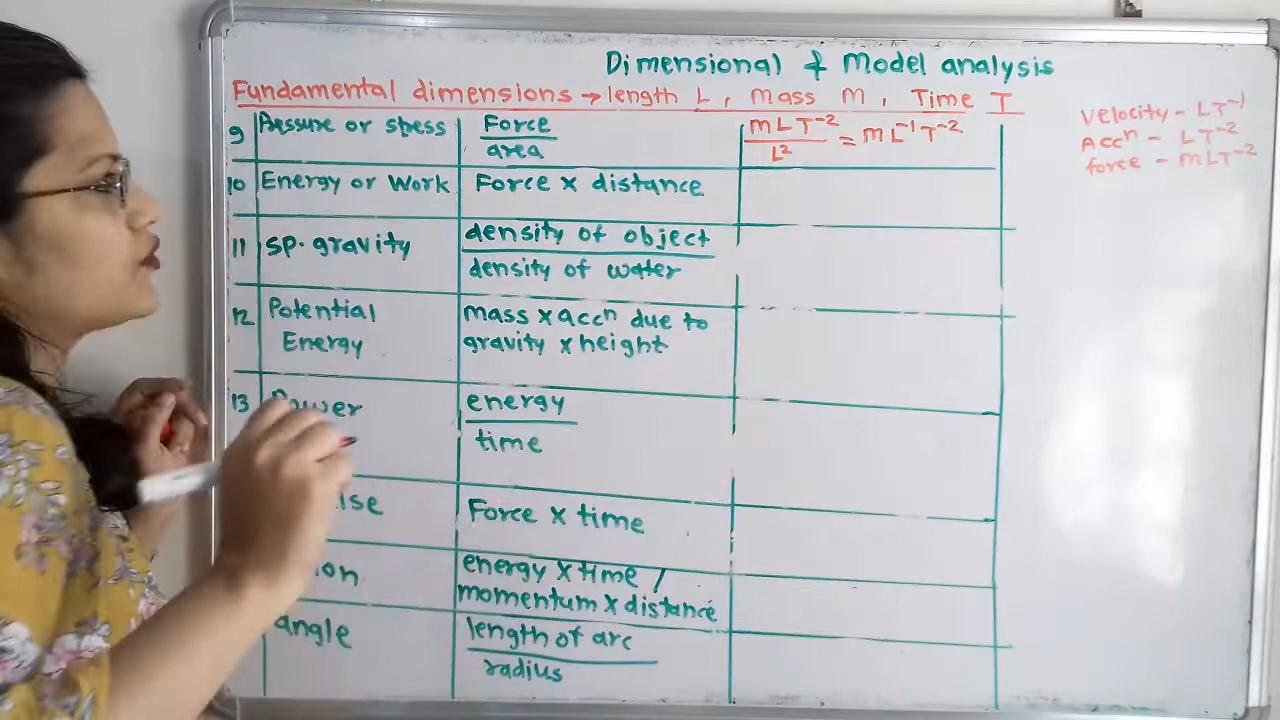 Dimensional & Model analysis
Fundamental dimensions → length L, Mass M, Time T
Velocity - LT⁻¹
Accⁿ - LT⁻²
force - MLT⁻²
9 Pressure or stress Force / area MLT⁻² / L² = ML⁻¹T⁻²
10 Energy or Work Force x distance
11 sp. gravity density of object / density of water
12 Potential Energy mass x accⁿ due to gravity x height
13 Power energy / time
Force x time
energy x time / momentum x distance
angle length of arc / radius